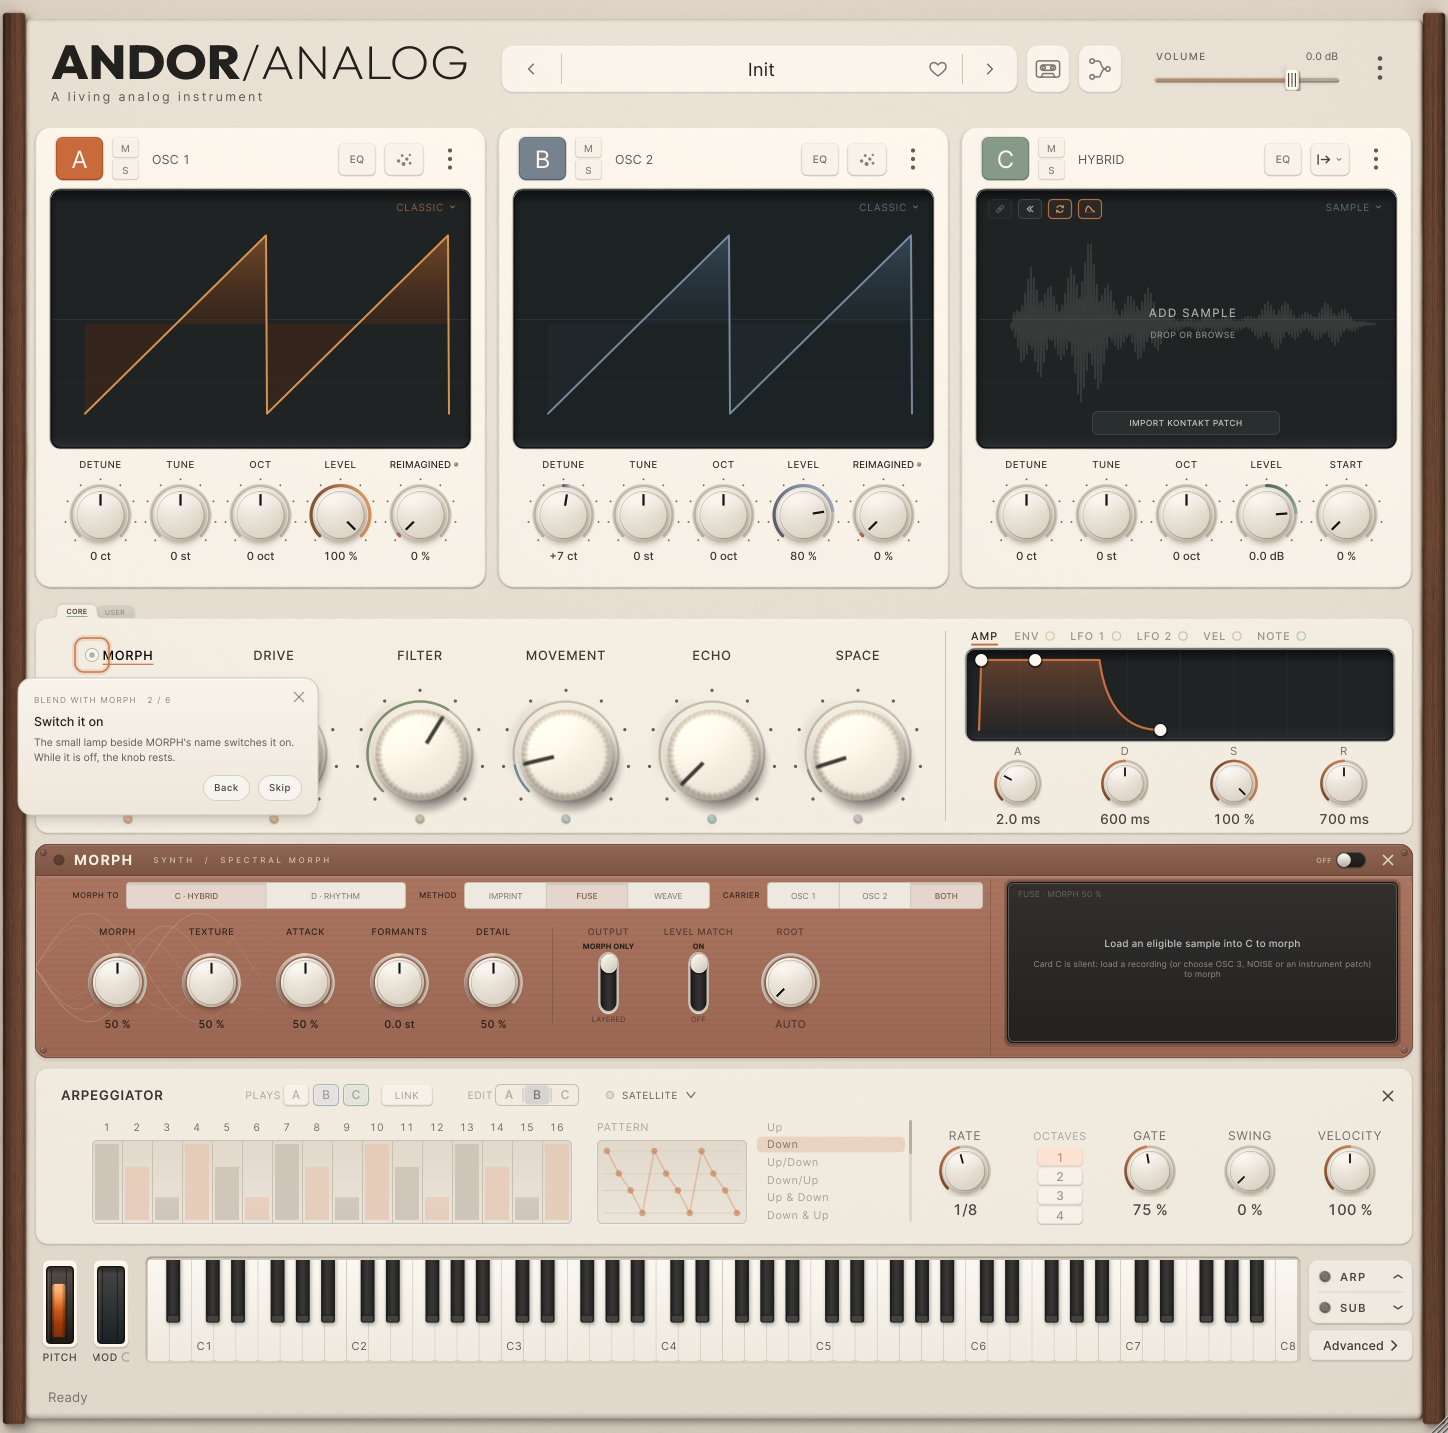 ANDOR/ANALOG
A living analog instrument
Init
VOLUME 0.0 dB
A M S OSC 1 EQ
B M S OSC 2 EQ
C M S HYBRID EQ
CLASSIC
CLASSIC
SAMPLE
ADD SAMPLE
DROP OR BROWSE
IMPORT KONTAKT PATCH
DETUNE TUNE OCT LEVEL REIMAGINED
0 ct 0 st 0 oct 100 % 0 %
DETUNE TUNE OCT LEVEL REIMAGINED
+7 ct 0 st 0 oct 80 % 0 %
DETUNE TUNE OCT LEVEL START
0 ct 0 st 0 oct 0.0 dB 0 %
CORE USER
MORPH DRIVE FILTER MOVEMENT ECHO SPACE
BLEND WITH MORPH 2 / 6
Switch it on
The small lamp beside MORPH's name switches it on.
While it is off, the knob rests.
Back Skip
AMP ENV LFO 1 LFO 2 VEL NOTE
A D S R
2.0 ms 600 ms 100 % 700 ms
MORPH SYNTH / SPECTRAL MORPH OFF
MORPH TO C · HYBRID D · RHYTHM METHOD IMPRINT FUSE WEAVE CARRIER OSC 1 OSC 2 BOTH
MORPH TEXTURE ATTACK FORMANTS DETAIL OUTPUT LEVEL MATCH ROOT
MORPH ONLY ON
LAYERED OFF
50 % 50 % 50 % 0.0 st 50 % AUTO
FUSE · MORPH 50 %
Load an eligible sample into C to morph
Card C is silent: load a recording (or choose OSC 3, NOISE or an instrument patch)
to morph
ARPEGGIATOR PLAYS A B C LINK EDIT A B C SATELLITE
1 2 3 4 5 6 7 8 9 10 11 12 13 14 15 16
PATTERN
Up
Down
Up/Down
Down/Up
Up & Down
Down & Up
RATE OCTAVES GATE SWING VELOCITY
1
2
3
4
1/8 75 % 0 % 100 %
PITCH MOD
C1 C2 C3 C4 C5 C6 C7 C8
ARP
SUB
Advanced
Ready